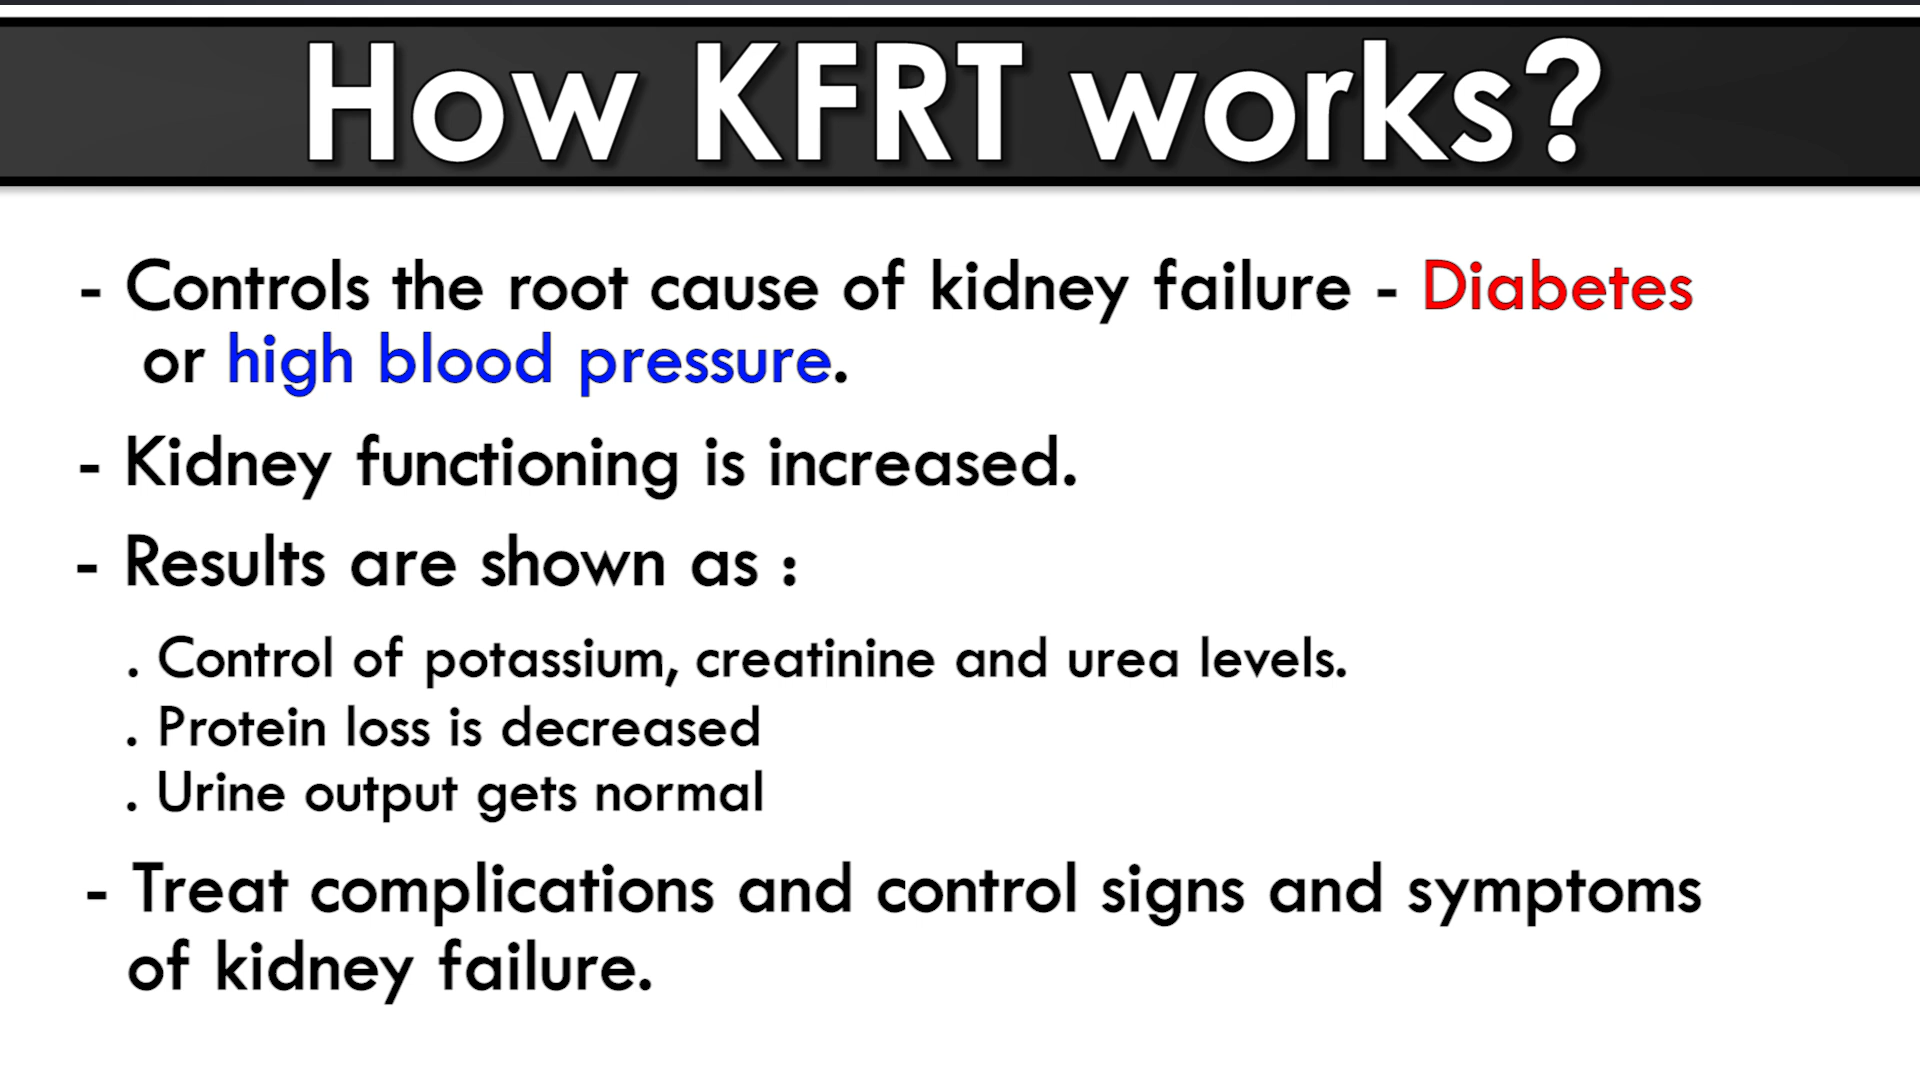 How KFRT works?
- Controls the root cause of kidney failure - Diabetes
or high blood pressure.
- Kidney functioning is increased.
- Results are shown as :
. Control of potassium, creatinine and urea levels.
. Protein loss is decreased
. Urine output gets normal
- Treat complications and control signs and symptoms
of kidney failure.